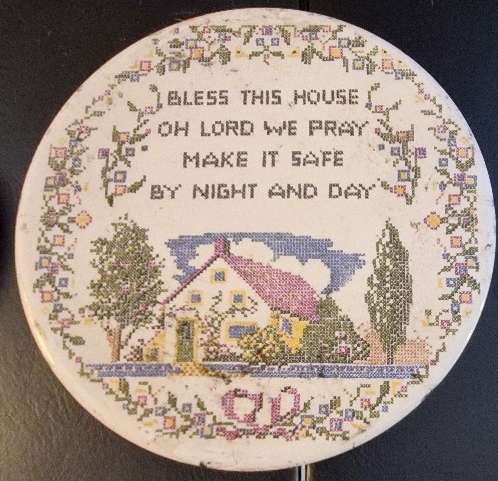 BLESS THIS HOUSE
OH LORD WE PRAY
MAKE IT SAFE
BY NIGHT AND DAY